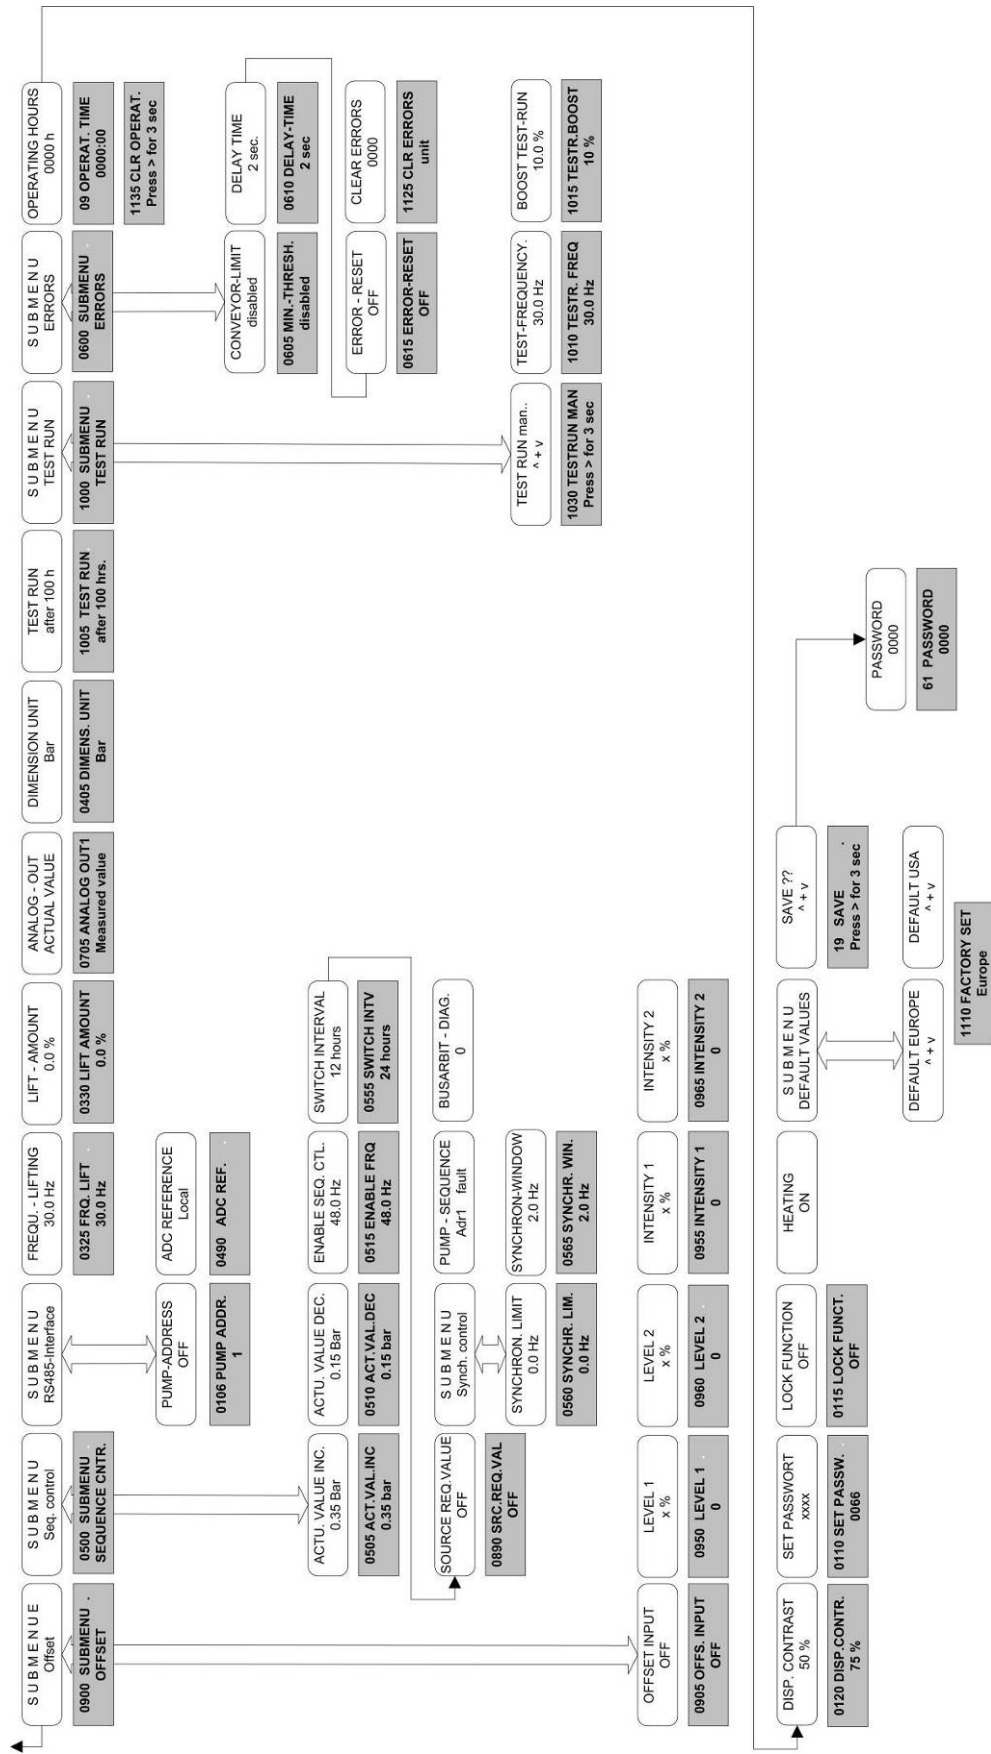 SUBMENUE
Offset
0900 SUBMENU .
OFFSET
SUBMENU
Seq. control
0500 SUBMENU .
SEQUENCE CNTR.
SUBMENU
RS485-Interface
FREQU. - LIFTING
30.0 Hz
0325 FRQ. LIFT .
30.0 Hz
LIFT - AMOUNT
0.0 %
0330 LIFT AMOUNT
0.0 %
ANALOG - OUT
ACTUAL VALUE
0705 ANALOG OUT1
Measured value
DIMENSION UNIT
Bar
0405 DIMENS. UNIT
Bar
TEST RUN
after 100 h
1005 TEST RUN.
after 100 hrs.
SUBMENU
TEST RUN
1000 SUBMENU .
TEST RUN
SUBMENU
ERRORS
0600 SUBMENU .
ERRORS
OPERATING HOURS
0000 h
09 OPERAT. TIME
0000:00
1135 CLR OPERAT.
Press > for 3 sec
PUMP-ADDRESS
OFF
0106 PUMP ADDR.
1
ADC REFERENCE
Local
0490 ADC REF. .
CONVEYOR-LIMIT
disabled
0605 MIN.-THRESH.
disabled
DELAY TIME
2 sec.
0610 DELAY-TIME
2 sec
ERROR - RESET
OFF
0615 ERROR-RESET
OFF
CLEAR ERRORS
0000
1125 CLR ERRORS
unit
ACTU. VALUE INC.
0.35 Bar
0505 ACT.VAL.INC
0.35 bar
ACTU. VALUE DEC.
0.15 Bar
0510 ACT.VAL.DEC
0.15 bar
ENABLE SEQ. CTL.
48.0 Hz
0515 ENABLE FRQ
48.0 Hz
SWITCH INTERVAL
12 hours
0555 SWITCH INTV
24 hours
SOURCE REQ.VALUE
OFF
0890 SRC.REQ.VAL
OFF
SUBMENU
Synch. control
PUMP - SEQUENCE
Adr1 fault
BUSARBIT - DIAG.
0
SYNCHRON. LIMIT
0.0 Hz
0560 SYNCHR. LIM.
0.0 Hz
SYNCHRON-WINDOW
2.0 Hz
0565 SYNCHR. WIN.
2.0 Hz
TEST RUN man..
^ + v
1030 TESTRUN MAN
Press > for 3 sec
TEST-FREQUENCY.
30.0 Hz
1010 TESTR. FREQ
30.0 Hz
BOOST TEST-RUN
10.0 %
1015 TESTR.BOOST
10 %
OFFSET INPUT
OFF
0905 OFFS. INPUT
OFF
LEVEL 1
x %
0950 LEVEL 1 .
0
LEVEL 2
x %
0960 LEVEL 2 .
0
INTENSITY 1
x %
0955 INTENSITY 1
0
INTENSITY 2
x %
0965 INTENSITY 2
0
DISP. CONTRAST
50 %
0120 DISP.CONTR.
75 %
SET PASSWORT
xxxx
0110 SET PASSW. .
0066
LOCK FUNCTION
OFF
0115 LOCK FUNCT.
OFF
HEATING
ON
SUBMENU
DEFAULT VALUES
SAVE ??
^ + v
19 SAVE .
Press > for 3 sec
PASSWORD
0000
61 PASSWORD
0000
DEFAULT EUROPE
^ + v
DEFAULT USA
^ + v
1110 FACTORY SET
Europe